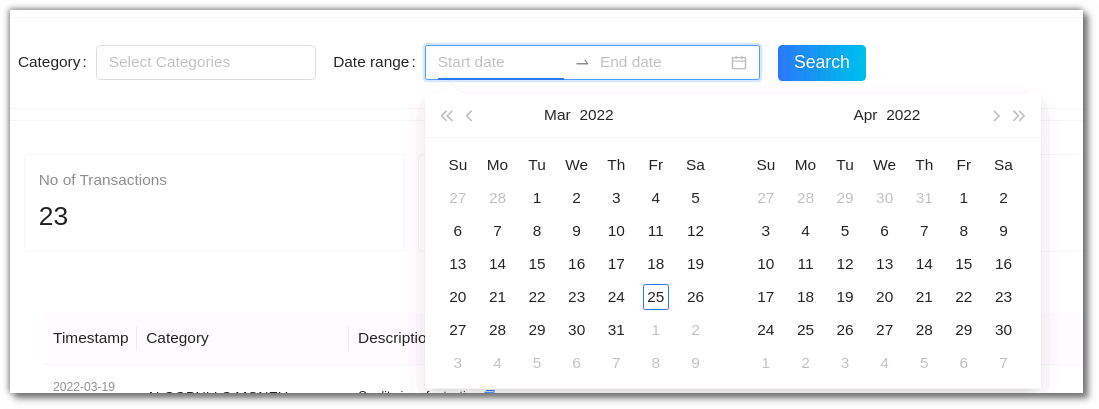 Category : Select Categories Date range : Start date End date Search
Mar 2022 Apr 2022
Su Mo Tu We Th Fr Sa Su Mo Tu We Th Fr Sa
No of Transactions 27 28 1 2 3 4 5 27 28 29 30 31 1 2
23 6 7 8 9 10 11 12 3 4 5 6 7 8 9
13 14 15 16 17 18 19 10 11 12 13 14 15 16
20 21 22 23 24 25 26 17 18 19 20 21 22 23
Timestamp Category 27 28 29 30 31 1 2 24 25 26 27 28 29 30
3 4 5 6 7 8 9 1 2 3 4 5 6 7
2022-03-19